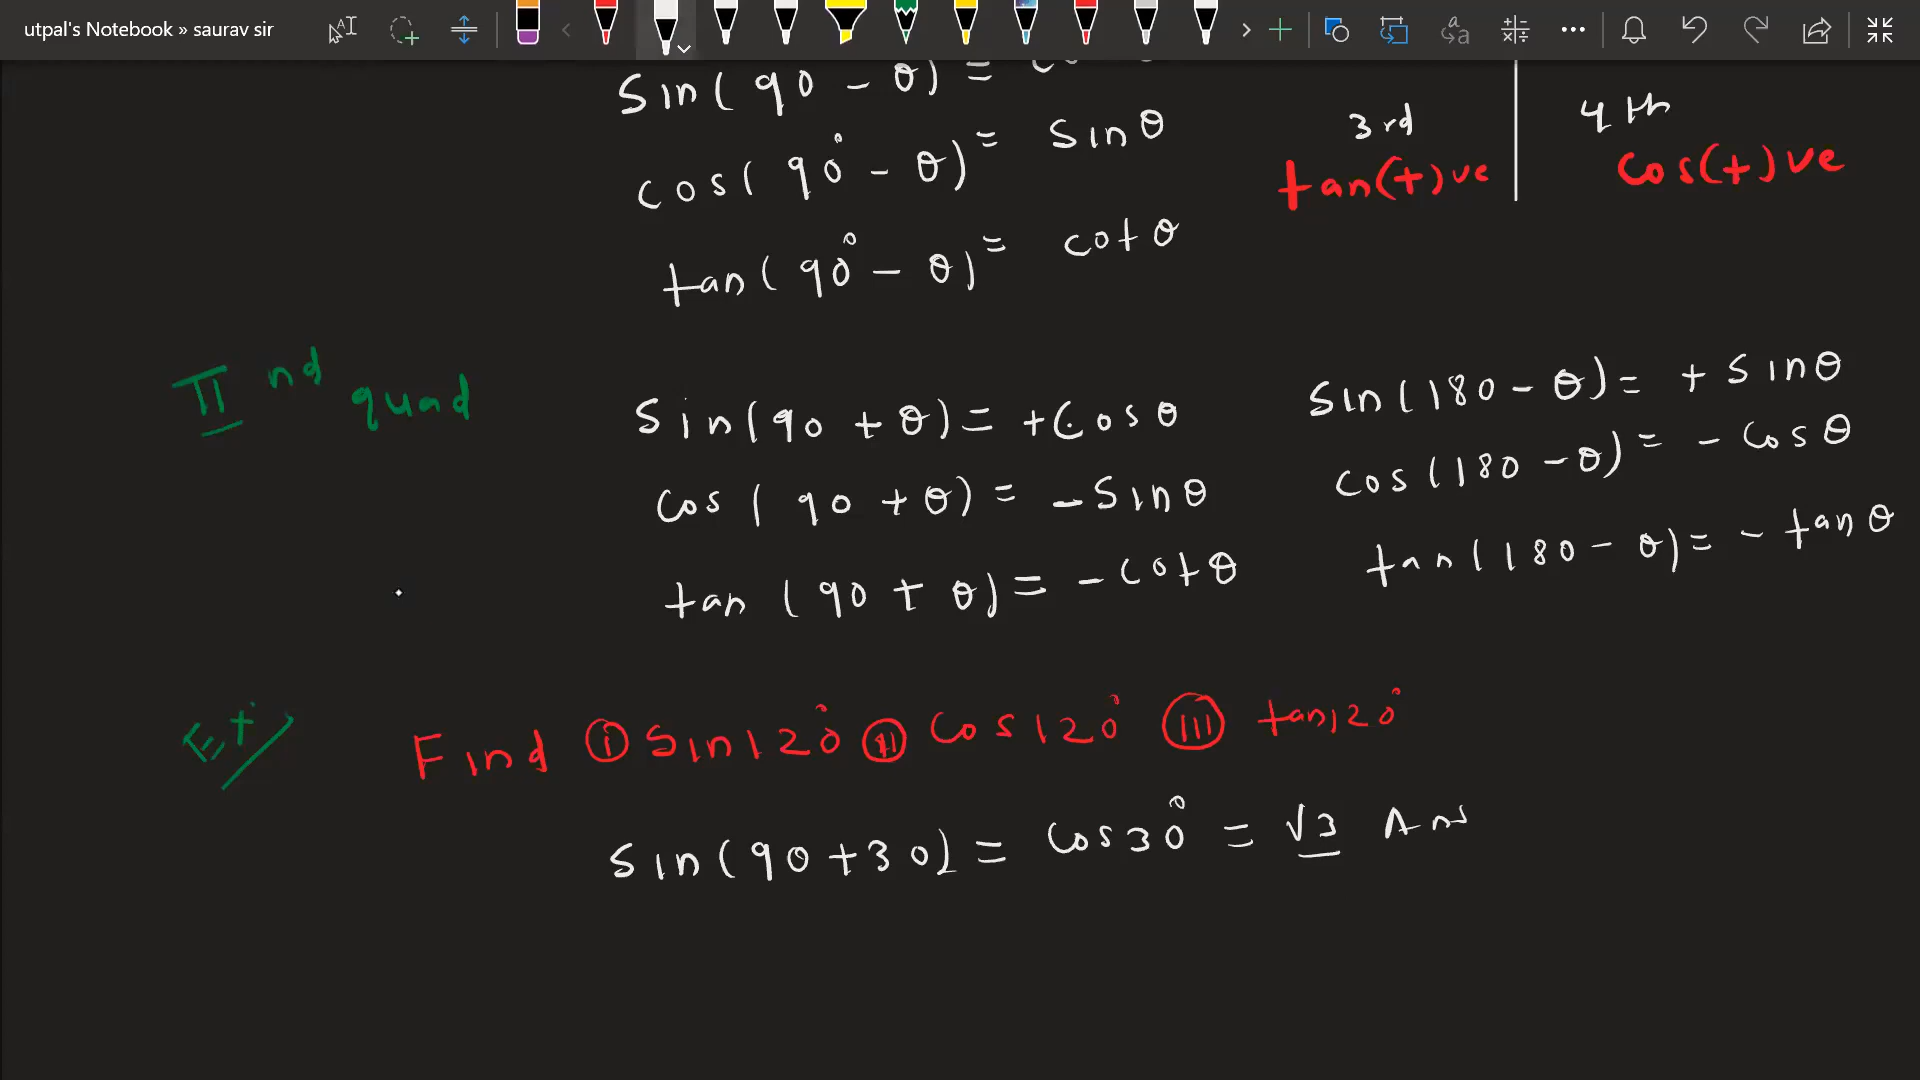 utpal's Notebook » saurav sir
sin(90 - θ) =
cos(90° - θ) = sinθ
tan(90° - θ) = cotθ
3rd
tan(+)ve
4th
cos(+)ve
II nd quad
sin(90 + θ) = +cosθ
cos(90 + θ) = -sinθ
tan(90 + θ) = -cotθ
sin(180 - θ) = + sinθ
cos(180 - θ) = - cosθ
tan(180 - θ) = - tanθ
Ex
Find (i) sin120° (ii) cos120° (iii) tan120°
sin(90+30) = cos30° = √3 Ans